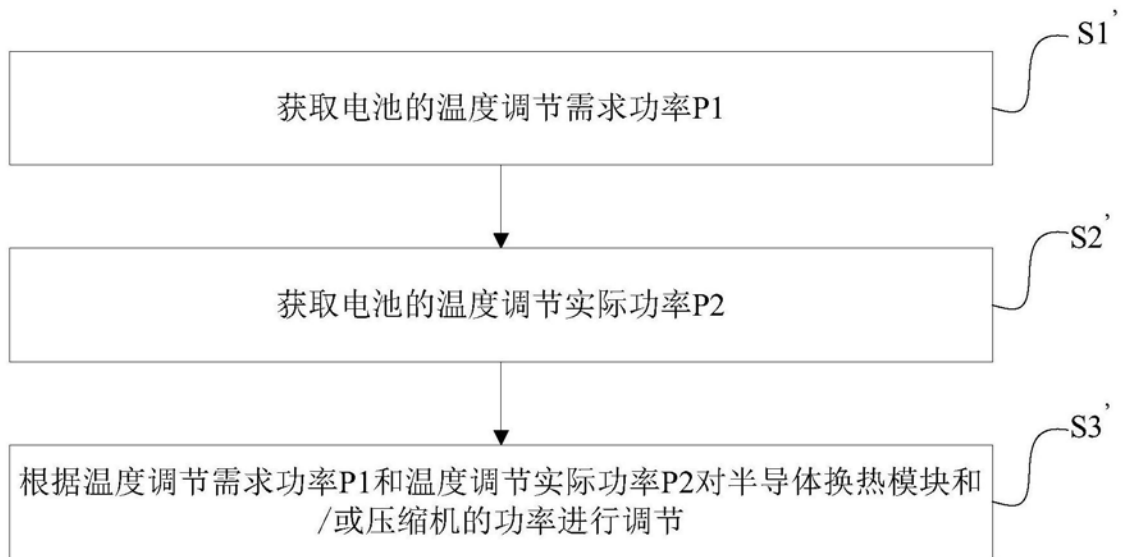 S1’
获取电池的温度调节需求功率P1
S2’
获取电池的温度调节实际功率P2
S3’
根据温度调节需求功率P1和温度调节实际功率P2对半导体换热模块和
/或压缩机的功率进行调节